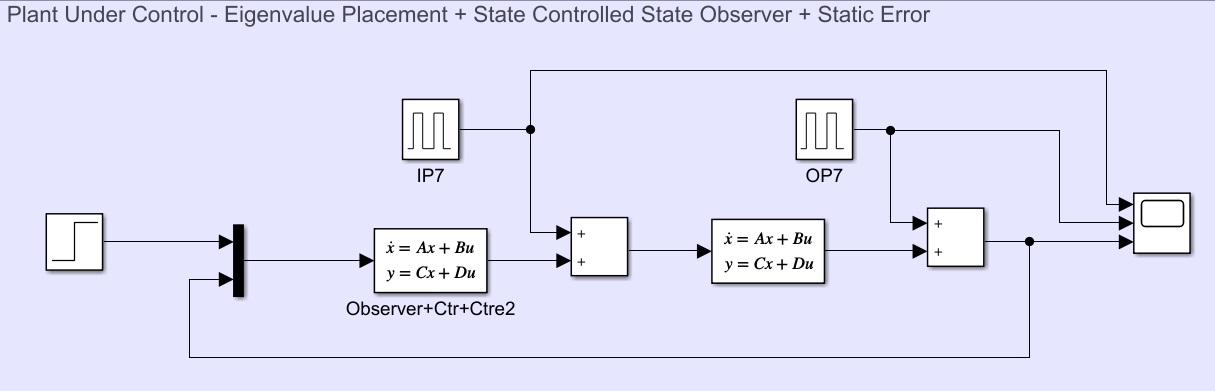 Plant Under Control - Eigenvalue Placement + State Controlled State Observer + Static Error
IP7
OP7
+
+
ẋ = Ax + Bu
y = Cx + Du
Observer+Ctr+Ctre2
ẋ = Ax + Bu
y = Cx + Du
+
+